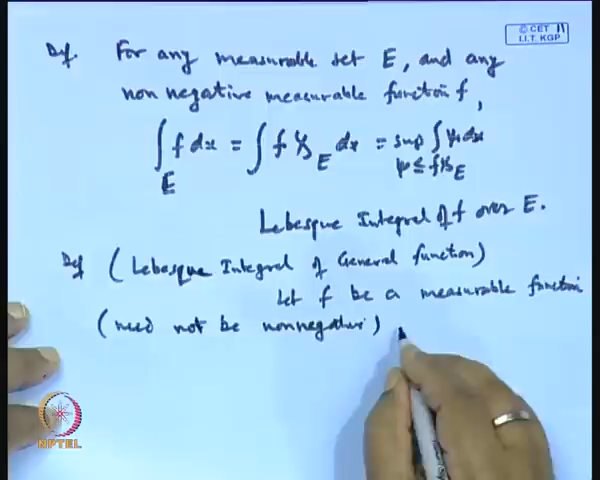 © CET
I.I.T. KGP
Def. For any measurable set E, and any
non negative measurable function f,
∫_E f dx = ∫ f χ_E dx = sup_{ψ ≤ fχ_E} ∫ ψ dx
Lebesgue Integral of f over E.
Def (Lebesgue Integral of General function)
Let f be a measurable function
(need not be nonnegative)
NPTEL